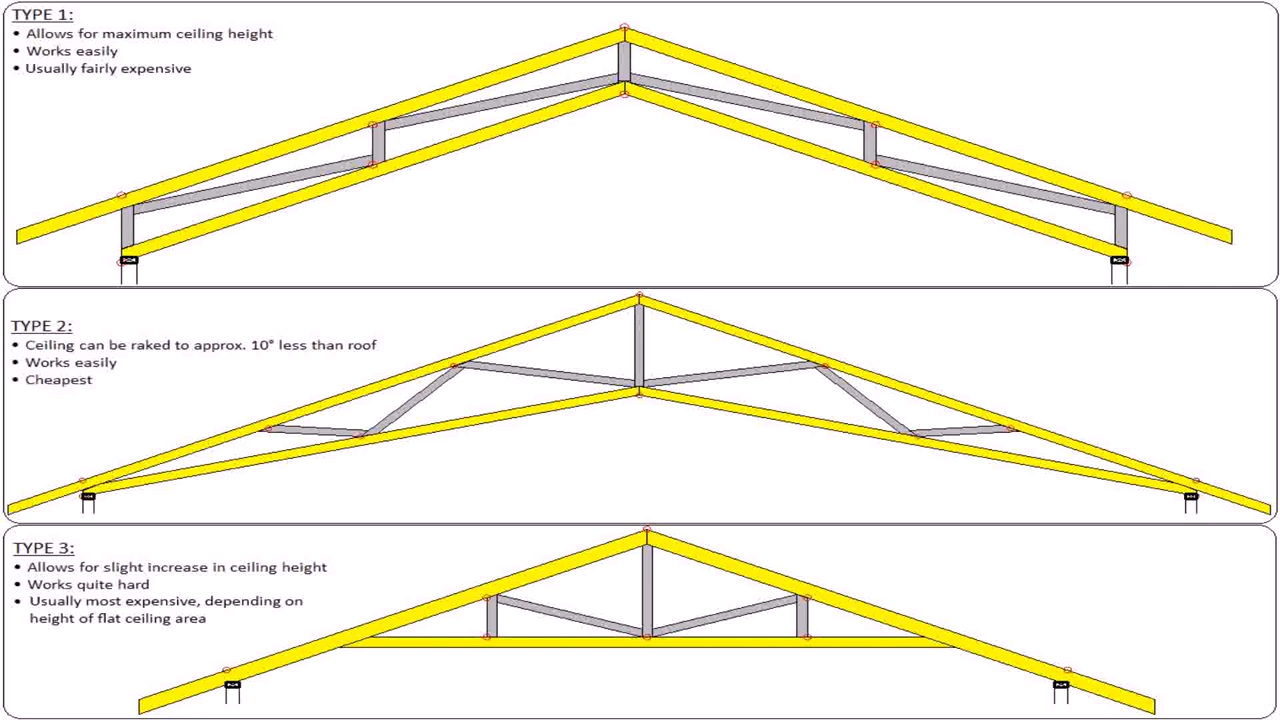 TYPE 1:
• Allows for maximum ceiling height
• Works easily
• Usually fairly expensive
TYPE 2:
• Ceiling can be raked to approx. 10° less than roof
• Works easily
• Cheapest
TYPE 3:
• Allows for slight increase in ceiling height
• Works quite hard
• Usually most expensive, depending on
height of flat ceiling area